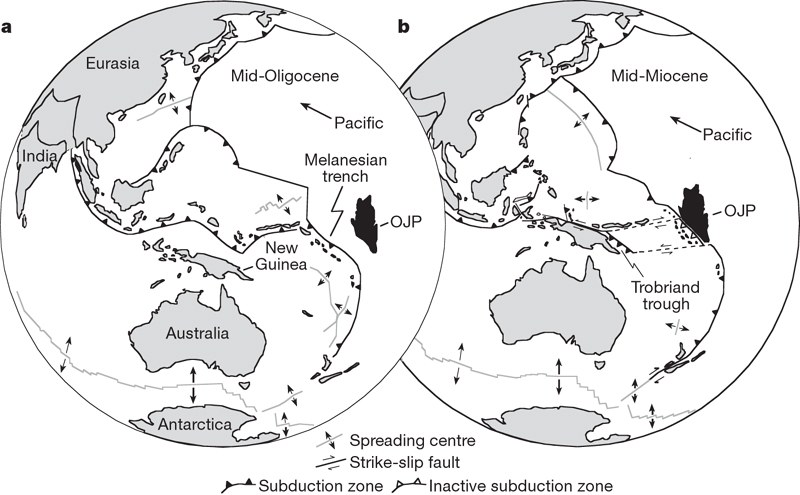 a
Eurasia
Mid-Oligocene
Pacific
India
Melanesian
trench
OJP
New
Guinea
Australia
Antarctica
b
Mid-Miocene
Pacific
OJP
Trobriand
trough
Spreading centre
Strike-slip fault
Subduction zone
Inactive subduction zone